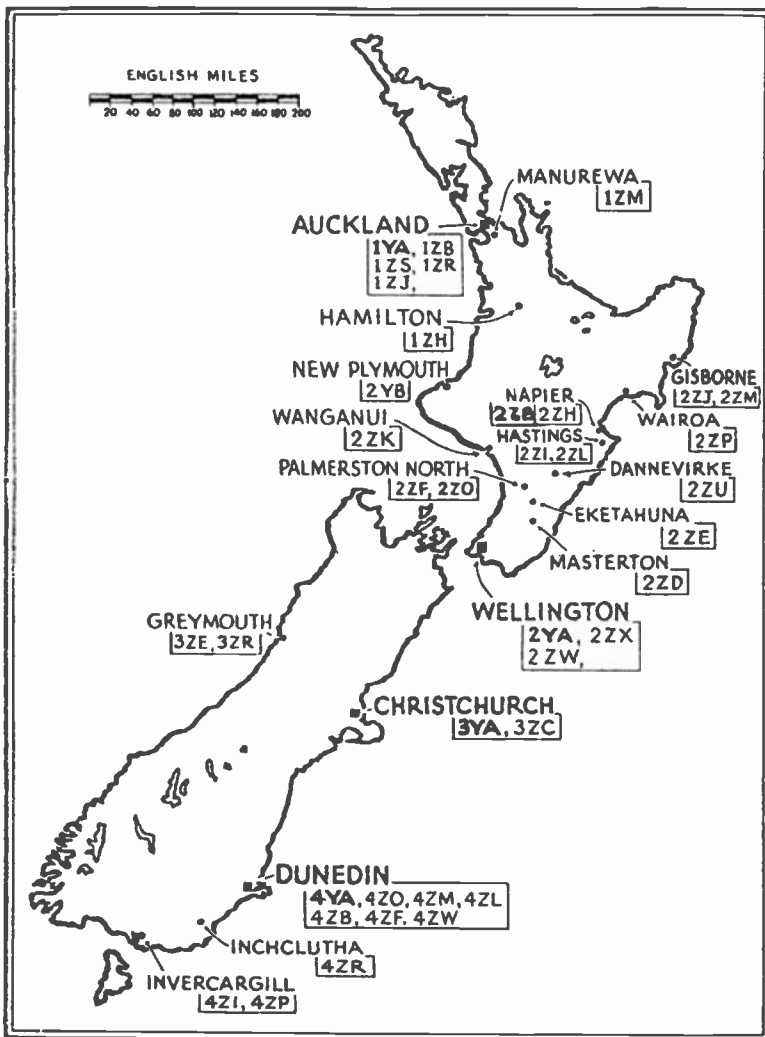 ENGLISH MILES
20 40 60 80 100 120 140 160 180 200
MANUREWA
1ZM
AUCKLAND
1YA, 1ZB
1ZS, 1ZR
1ZJ,
HAMILTON
1ZH
NEW PLYMOUTH
2YB
GISBORNE
2ZJ, 2ZM
NAPIER
2ZH
WAIROA
2ZP
WANGANUI
2ZK
HASTINGS
2ZI, 2ZL
PALMERSTON NORTH
2ZF, 2ZO
DANNEVIRKE
2ZU
EKETAHUNA
2ZE
MASTERTON
2ZD
WELLINGTON
2YA, 2ZX
2ZW,
GREYMOUTH
3ZE, 3ZR
CHRISTCHURCH
3YA, 3ZC
DUNEDIN
4YA, 4ZO, 4ZM, 4ZL
4ZB, 4ZF. 4ZW
INCHCLUTHA
4ZR
INVERCARGILL
4ZI, 4ZP